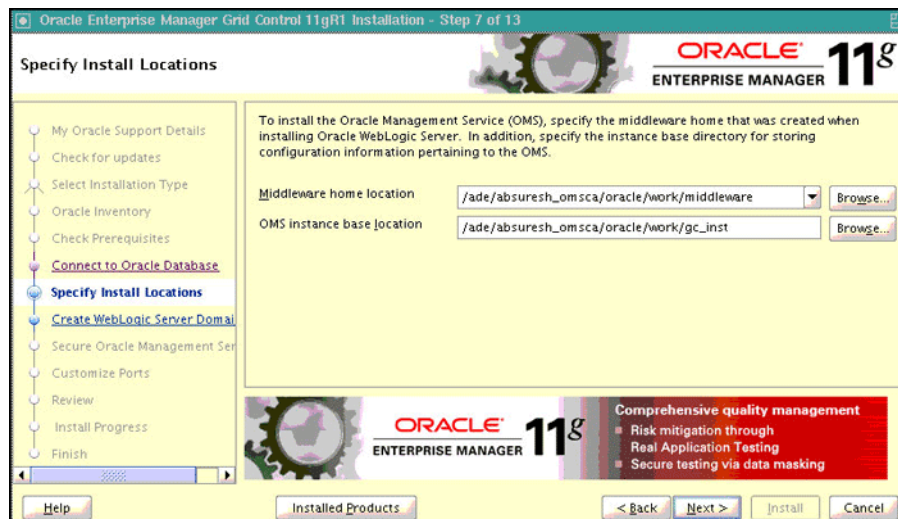 Oracle Enterprise Manager Grid Control 11gR1 Installation - Step 7 of 13
Specify Install Locations
ORACLE
ENTERPRISE MANAGER
11g
My Oracle Support Details
Check for updates
Select Installation Type
Oracle Inventory
Check Prerequisites
Connect to Oracle Database
Specify Install Locations
Create WebLogic Server Domai
Secure Oracle Management Ser
Customize Ports
Review
Install Progress
Finish
To install the Oracle Management Service (OMS), specify the middleware home that was created when
installing Oracle WebLogic Server. In addition, specify the instance base directory for storing
configuration information pertaining to the OMS.
Middleware home location
/ade/absuresh_omsca/oracle/work/middleware
Browse...
OMS instance base location
/ade/absuresh_omsca/oracle/work/gc_inst
Browse...
ORACLE
ENTERPRISE MANAGER
11g
Comprehensive quality management
Risk mitigation through
Real Application Testing
Secure testing via data masking
Help
Installed Products
< Back
Next >
Install
Cancel